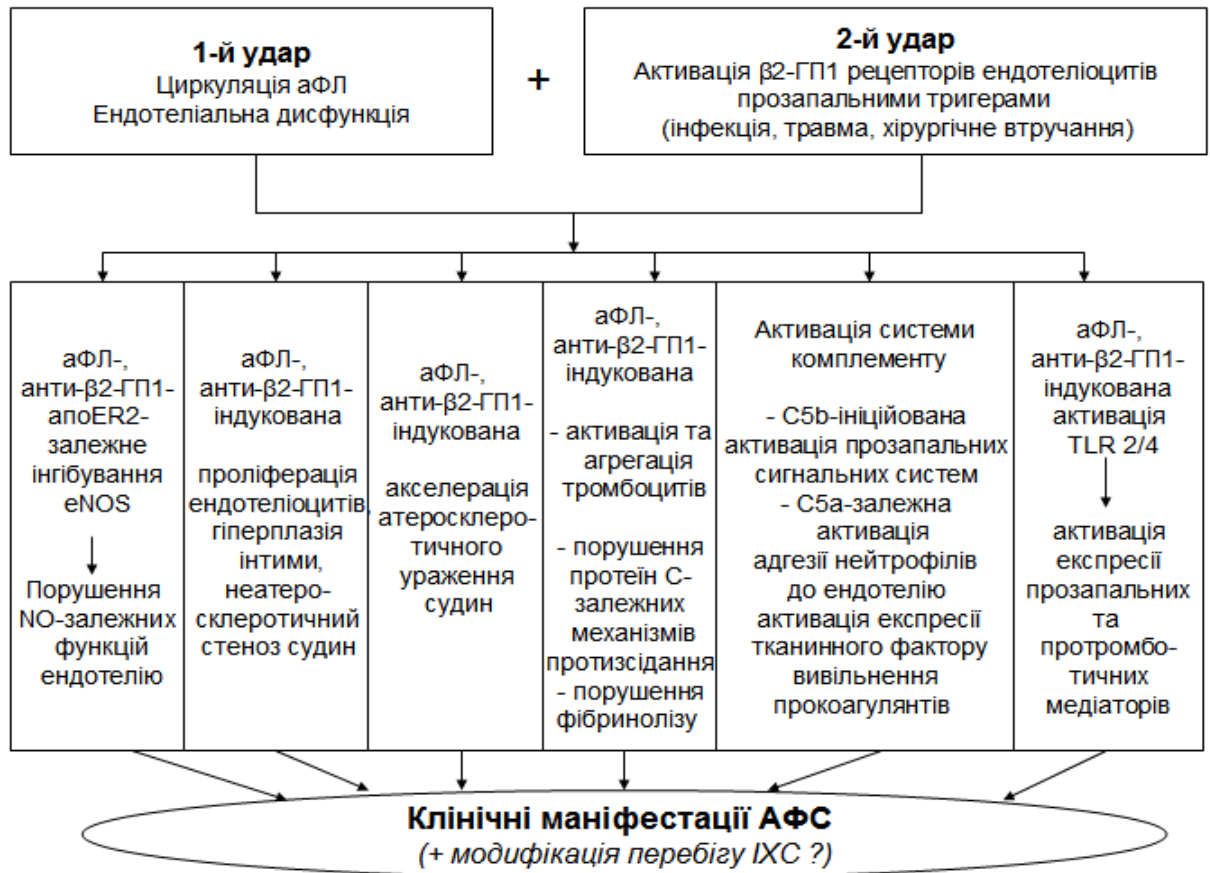 1-й удар
Циркуляція аФЛ
Ендотеліальна дисфункція
+
2-й удар
Активація β2-ГП1 рецепторів ендотеліоцитів
прозапальними тригерами
(інфекція, травма, хірургічне втручання)
аФЛ-,
анти-β2-ГП1-
апоER2-
залежне
інгібування
eNOS
Порушення
NO-залежних
функцій
ендотелію
аФЛ-,
анти-β2-ГП1-
індукована
проліферація
ендотеліоцитів,
гіперплазія
інтими,
неатеро-
склеротичний
стеноз судин
аФЛ-,
анти-β2-ГП1-
індукована
акселерація
атеросклеро-
тичного
ураження
судин
аФЛ-,
анти-β2-ГП1-
індукована
- активація та
агрегація
тромбоцитів
- порушення
протеїн С-
залежних
механізмів
протизсідання
- порушення
фібринолізу
Активація системи
комплементу
- С5b-ініційована
активація прозапальних
сигнальних систем
- С5а-залежна
активація
адгезії нейтрофілів
до ендотелію
активація експресії
тканинного фактору
вивільнення
прокоагулянтів
аФЛ-,
анти-β2-ГП1-
індукована
активація
TLR 2/4
активація
експресії
прозапальних
та
протромбо-
тичних
медіаторів
Клінічні маніфестації АФС
(+ модифікація перебігу ІХС ?)